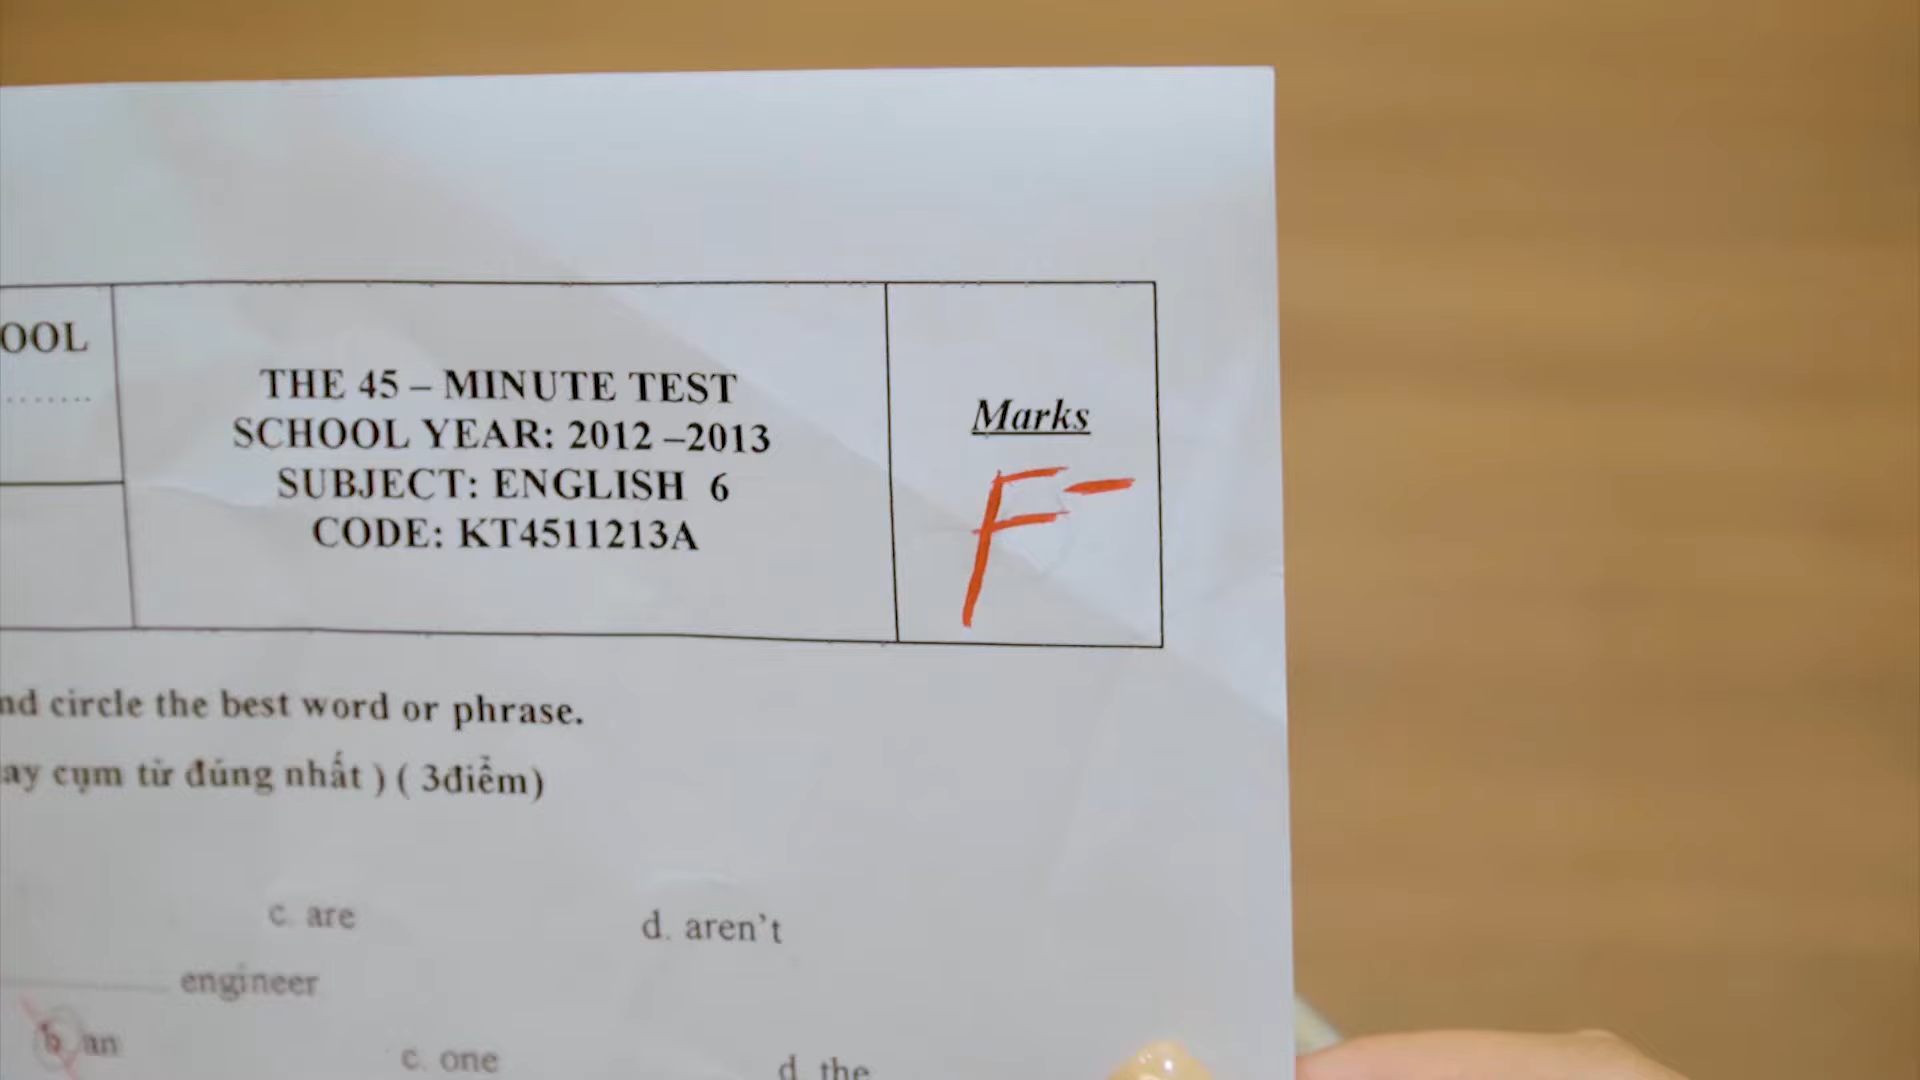 OOL
........
THE 45 – MINUTE TEST
SCHOOL YEAR: 2012 –2013
SUBJECT: ENGLISH 6
CODE: KT4511213A
Marks
F-
nd circle the best word or phrase.
ay cụm từ đúng nhất ) ( 3điểm)
c. are d. aren't
engineer
b an c. one d. the